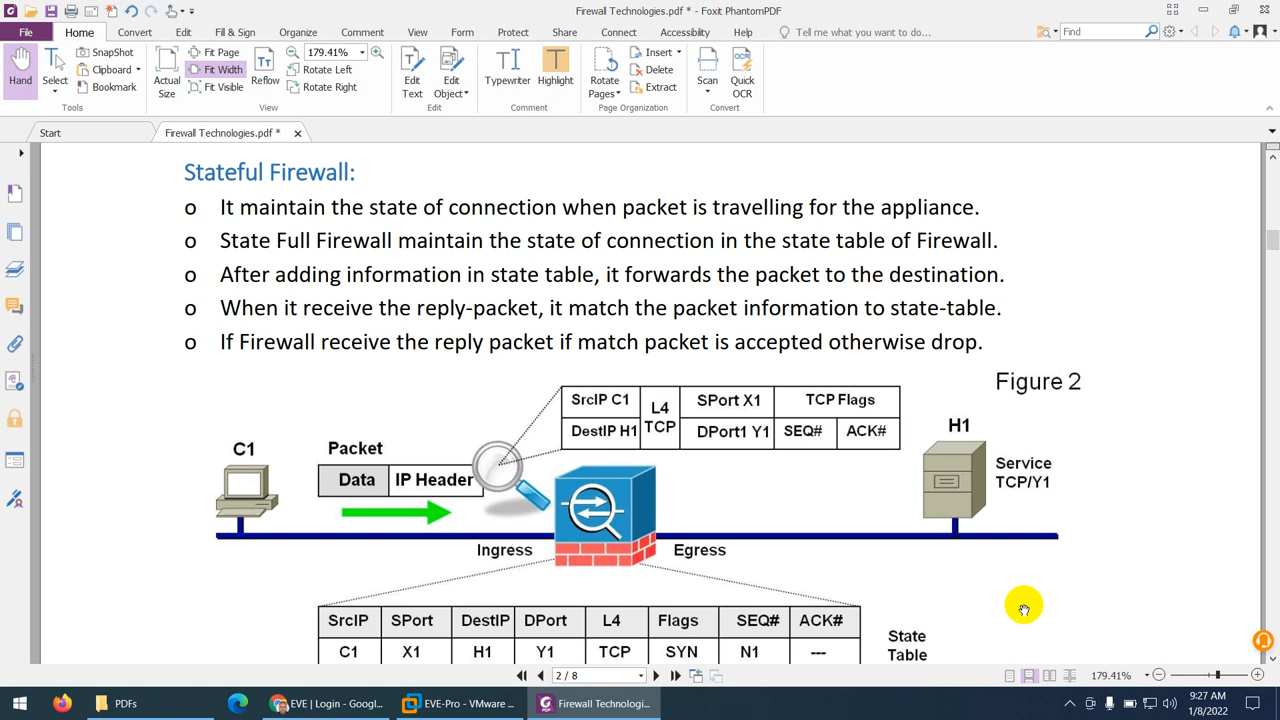 Firewall Technologies.pdf * - Foxit PhantomPDF
File Home Convert Edit Fill & Sign Organize Comment View Form Protect Share Connect Accessibility Help Tell me what you want to do... Find
Hand
Select
SnapShot
Clipboard
Bookmark
Tools
Actual Size
Fit Page
Fit Width
Fit Visible
Reflow
179.41%
Rotate Left
Rotate Right
View
Edit Text
Edit Object
Edit
Typewriter
Highlight
Comment
Rotate Pages
Insert
Delete
Extract
Page Organization
Scan
Quick OCR
Convert
Start
Firewall Technologies.pdf *
Stateful Firewall:
o It maintain the state of connection when packet is travelling for the appliance.
o State Full Firewall maintain the state of connection in the state table of Firewall.
o After adding information in state table, it forwards the packet to the destination.
o When it receive the reply-packet, it match the packet information to state-table.
o If Firewall receive the reply packet if match packet is accepted otherwise drop.
Figure 2
SrcIP C1 L4 TCP SPort X1 TCP Flags
DestIP H1 DPort1 Y1 SEQ# ACK#
C1
Packet
Data IP Header
H1
Service
TCP/Y1
Ingress
Egress
SrcIP SPort DestIP DPort L4 Flags SEQ# ACK#
C1 X1 H1 Y1 TCP SYN N1 ---
State
Table
2 / 8
179.41%
PDFs
EVE | Login - Googl...
EVE-Pro - VMware ...
Firewall Technologi...
9:27 AM
1/8/2022